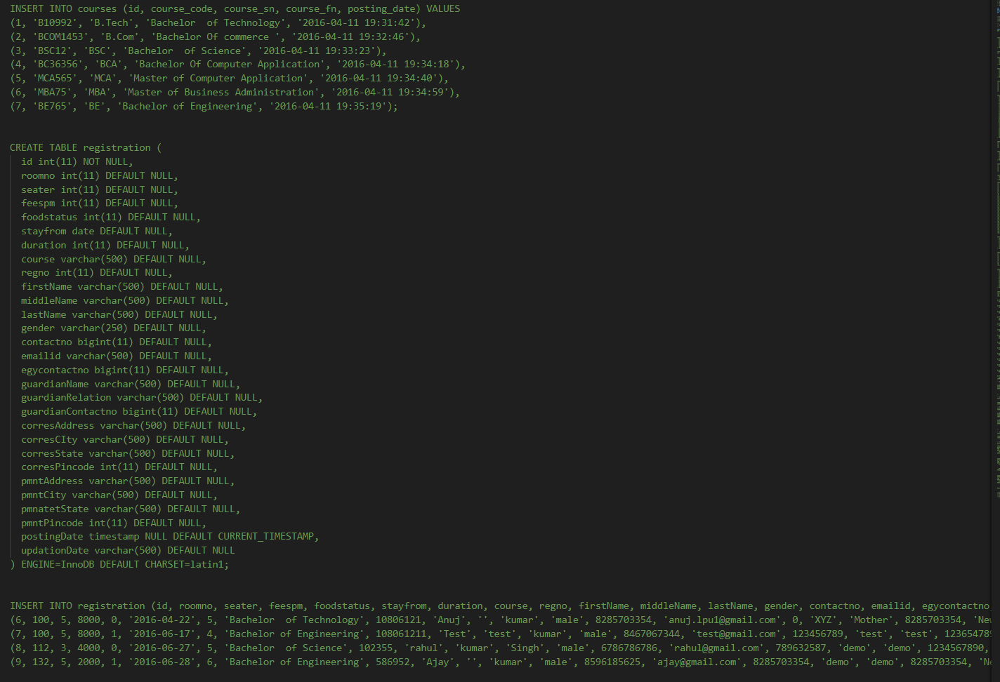 INSERT INTO courses (id, course_code, course_sn, course_fn, posting_date) VALUES
(1, 'B10992', 'B.Tech', 'Bachelor  of Technology', '2016-04-11 19:31:42'),
(2, 'BCOM1453', 'B.Com', 'Bachelor Of commerce ', '2016-04-11 19:32:46'),
(3, 'BSC12', 'BSC', 'Bachelor  of Science', '2016-04-11 19:33:23'),
(4, 'BC36356', 'BCA', 'Bachelor Of Computer Application', '2016-04-11 19:34:18'),
(5, 'MCA565', 'MCA', 'Master of Computer Application', '2016-04-11 19:34:40'),
(6, 'MBA75', 'MBA', 'Master of Business Administration', '2016-04-11 19:34:59'),
(7, 'BE765', 'BE', 'Bachelor of Engineering', '2016-04-11 19:35:19');
CREATE TABLE registration (
id int(11) NOT NULL,
roomno int(11) DEFAULT NULL,
seater int(11) DEFAULT NULL,
feespm int(11) DEFAULT NULL,
foodstatus int(11) DEFAULT NULL,
stayfrom date DEFAULT NULL,
duration int(11) DEFAULT NULL,
course varchar(500) DEFAULT NULL,
regno int(11) DEFAULT NULL,
firstName varchar(500) DEFAULT NULL,
middleName varchar(500) DEFAULT NULL,
lastName varchar(500) DEFAULT NULL,
gender varchar(250) DEFAULT NULL,
contactno bigint(11) DEFAULT NULL,
emailid varchar(500) DEFAULT NULL,
egycontactno bigint(11) DEFAULT NULL,
guardianName varchar(500) DEFAULT NULL,
guardianRelation varchar(500) DEFAULT NULL,
guardianContactno bigint(11) DEFAULT NULL,
corresAddress varchar(500) DEFAULT NULL,
corresCIty varchar(500) DEFAULT NULL,
corresState varchar(500) DEFAULT NULL,
corresPincode int(11) DEFAULT NULL,
pmntAddress varchar(500) DEFAULT NULL,
pmntCity varchar(500) DEFAULT NULL,
pmnatetState varchar(500) DEFAULT NULL,
pmntPincode int(11) DEFAULT NULL,
postingDate timestamp NULL DEFAULT CURRENT_TIMESTAMP,
updationDate varchar(500) DEFAULT NULL
) ENGINE=InnoDB DEFAULT CHARSET=latin1;
INSERT INTO registration (id, roomno, seater, feespm, foodstatus, stayfrom, duration, course, regno, firstName, middleName, lastName, gender, contactno, emailid, egycontactno
(6, 100, 5, 8000, 0, '2016-04-22', 5, 'Bachelor  of Technology', 10806121, 'Anuj', '', 'kumar', 'male', 8285703354, 'anuj.lpu1@gmail.com', 0, 'XYZ', 'Mother', 8285703354, 'New
(7, 100, 5, 8000, 1, '2016-06-17', 4, 'Bachelor of Engineering', 108061211, 'Test', 'test', 'kumar', 'male', 8467067344, 'test@gmail.com', 123456789, 'test', 'test', 123654789
(8, 112, 3, 4000, 0, '2016-06-27', 5, 'Bachelor  of Science', 102355, 'rahul', 'kumar', 'Singh', 'male', 6786786786, 'rahul@gmail.com', 789632587, 'demo', 'demo', 1234567890,
(9, 132, 5, 2000, 1, '2016-06-28', 6, 'Bachelor of Engineering', 586952, 'Ajay', '', 'kumar', 'male', 8596185625, 'ajay@gmail.com', 8285703354, 'demo', 'demo', 8285703354, 'Ne